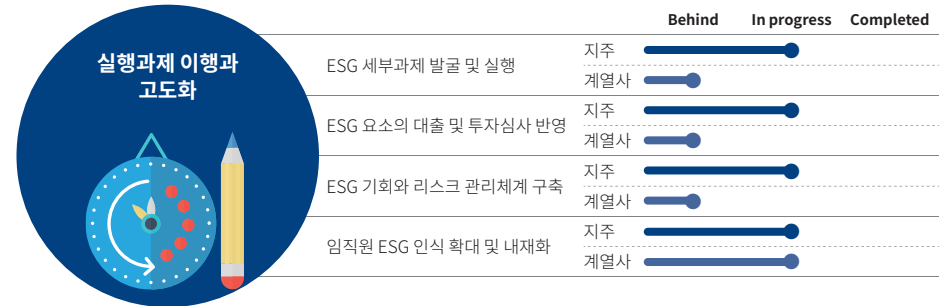 Behind In progress Completed
실행과제 이행과
고도화
ESG 세부과제 발굴 및 실행
지주
계열사
ESG 요소의 대출 및 투자심사 반영
지주
계열사
ESG 기회와 리스크 관리체계 구축
지주
계열사
임직원 ESG 인식 확대 및 내재화
지주
계열사